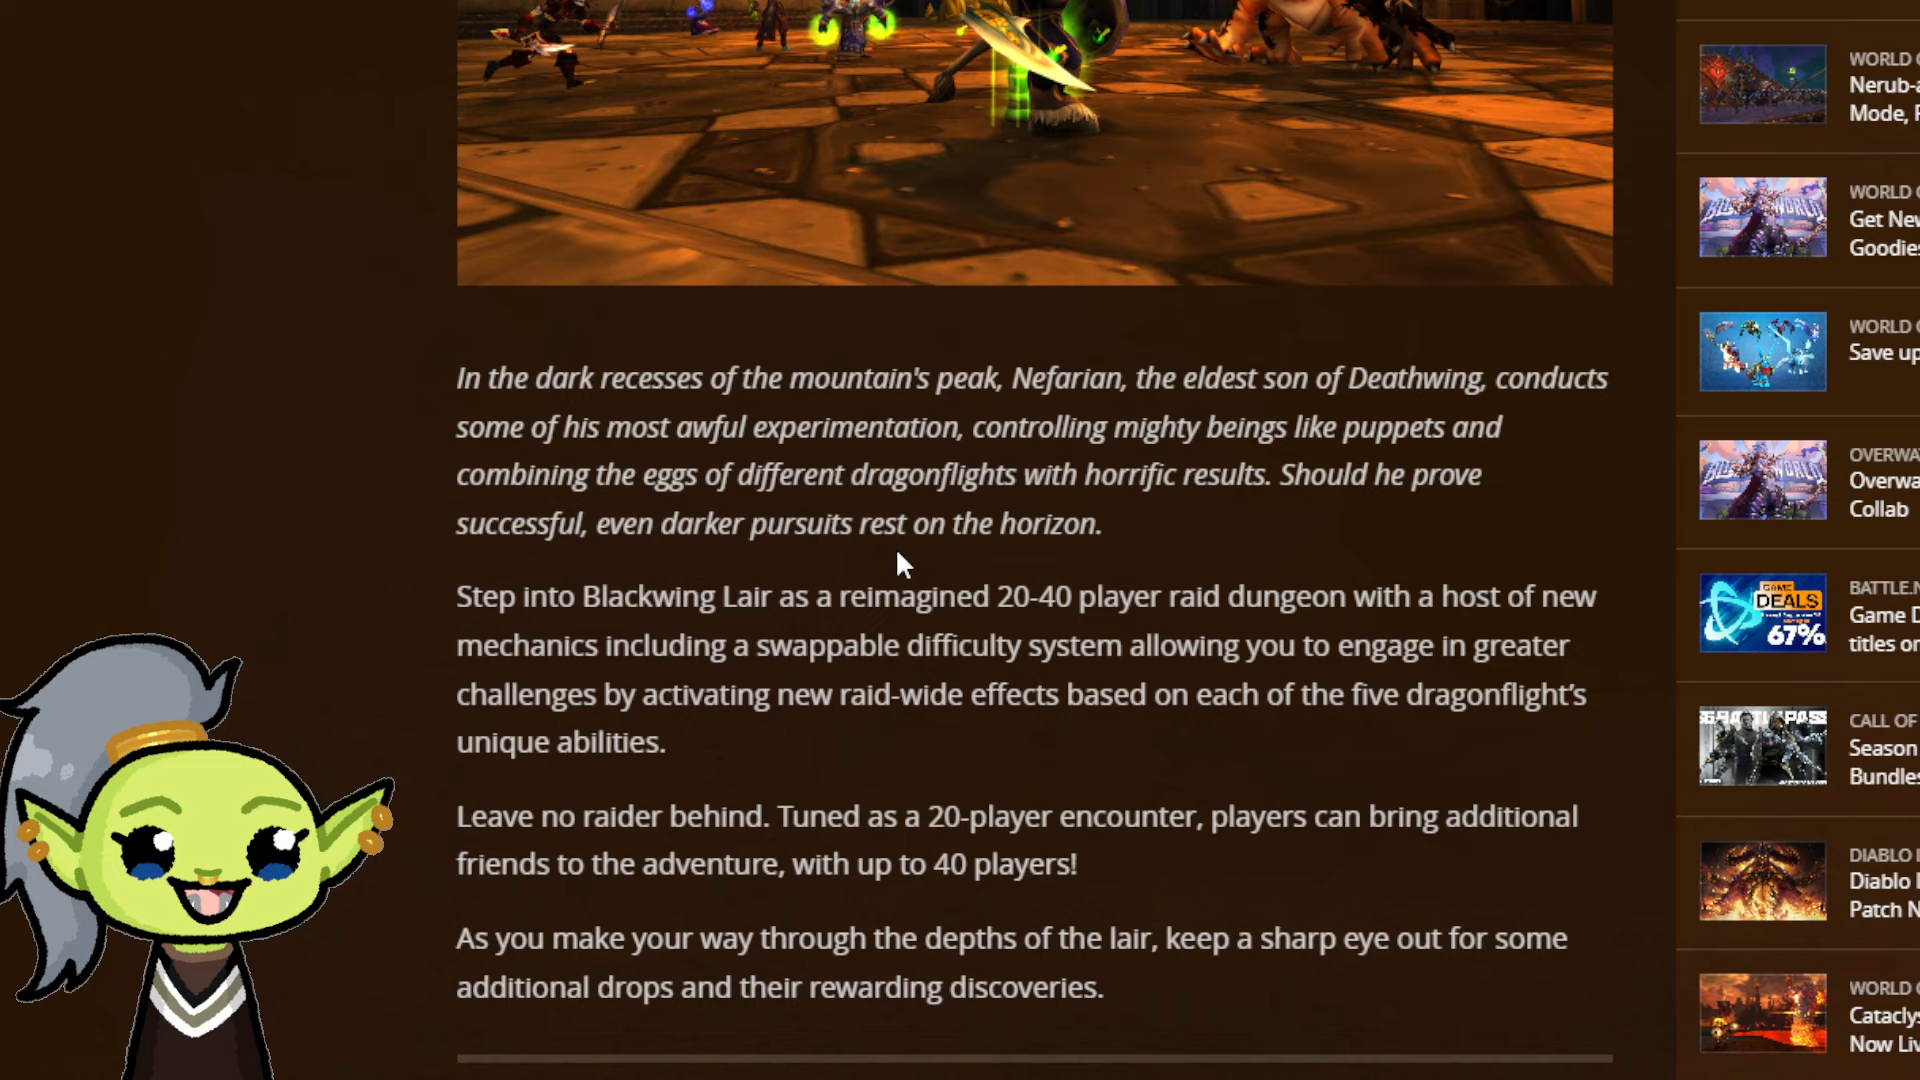 In the dark recesses of the mountain's peak, Nefarian, the eldest son of Deathwing, conducts
some of his most awful experimentation, controlling mighty beings like puppets and
combining the eggs of different dragonflights with horrific results. Should he prove
successful, even darker pursuits rest on the horizon.
Step into Blackwing Lair as a reimagined 20-40 player raid dungeon with a host of new
mechanics including a swappable difficulty system allowing you to engage in greater
challenges by activating new raid-wide effects based on each of the five dragonflight’s
unique abilities.
Leave no raider behind. Tuned as a 20-player encounter, players can bring additional
friends to the adventure, with up to 40 players!
As you make your way through the depths of the lair, keep a sharp eye out for some
additional drops and their rewarding discoveries.
WORLD
Nerub-a
Mode,
WORLD
Get New
Goodies
WORLD
Save up
OVERWA
Overwa
Collab
GAME
DEALS
67%
BATTLE.N
Game D
titles on
CALL OF
Season
Bundles
DIABLO
Diablo
Patch N
WORLD
Catacly
Now Liv